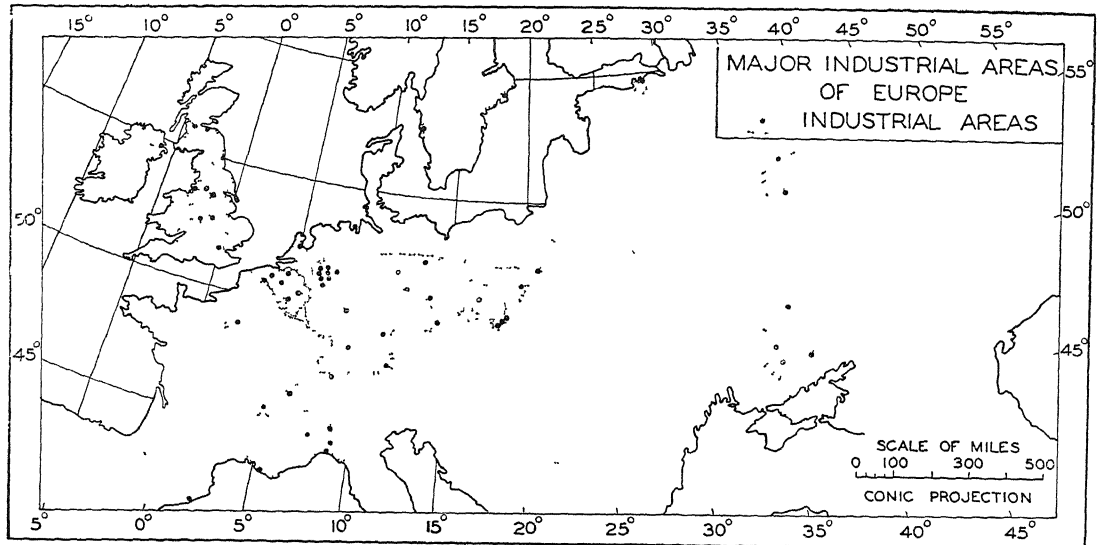 15° 10° 5° 0° 5° 10° 15° 20° 25° 30° 35° 40° 45° 50° 55°
MAJOR INDUSTRIAL AREAS
OF EUROPE
INDUSTRIAL AREAS
55°
50°
50°
45°
45°
SCALE OF MILES
0 100 300 500
CONIC PROJECTION
5° 0° 5° 10° 15° 20° 25° 30° 35° 40° 45°